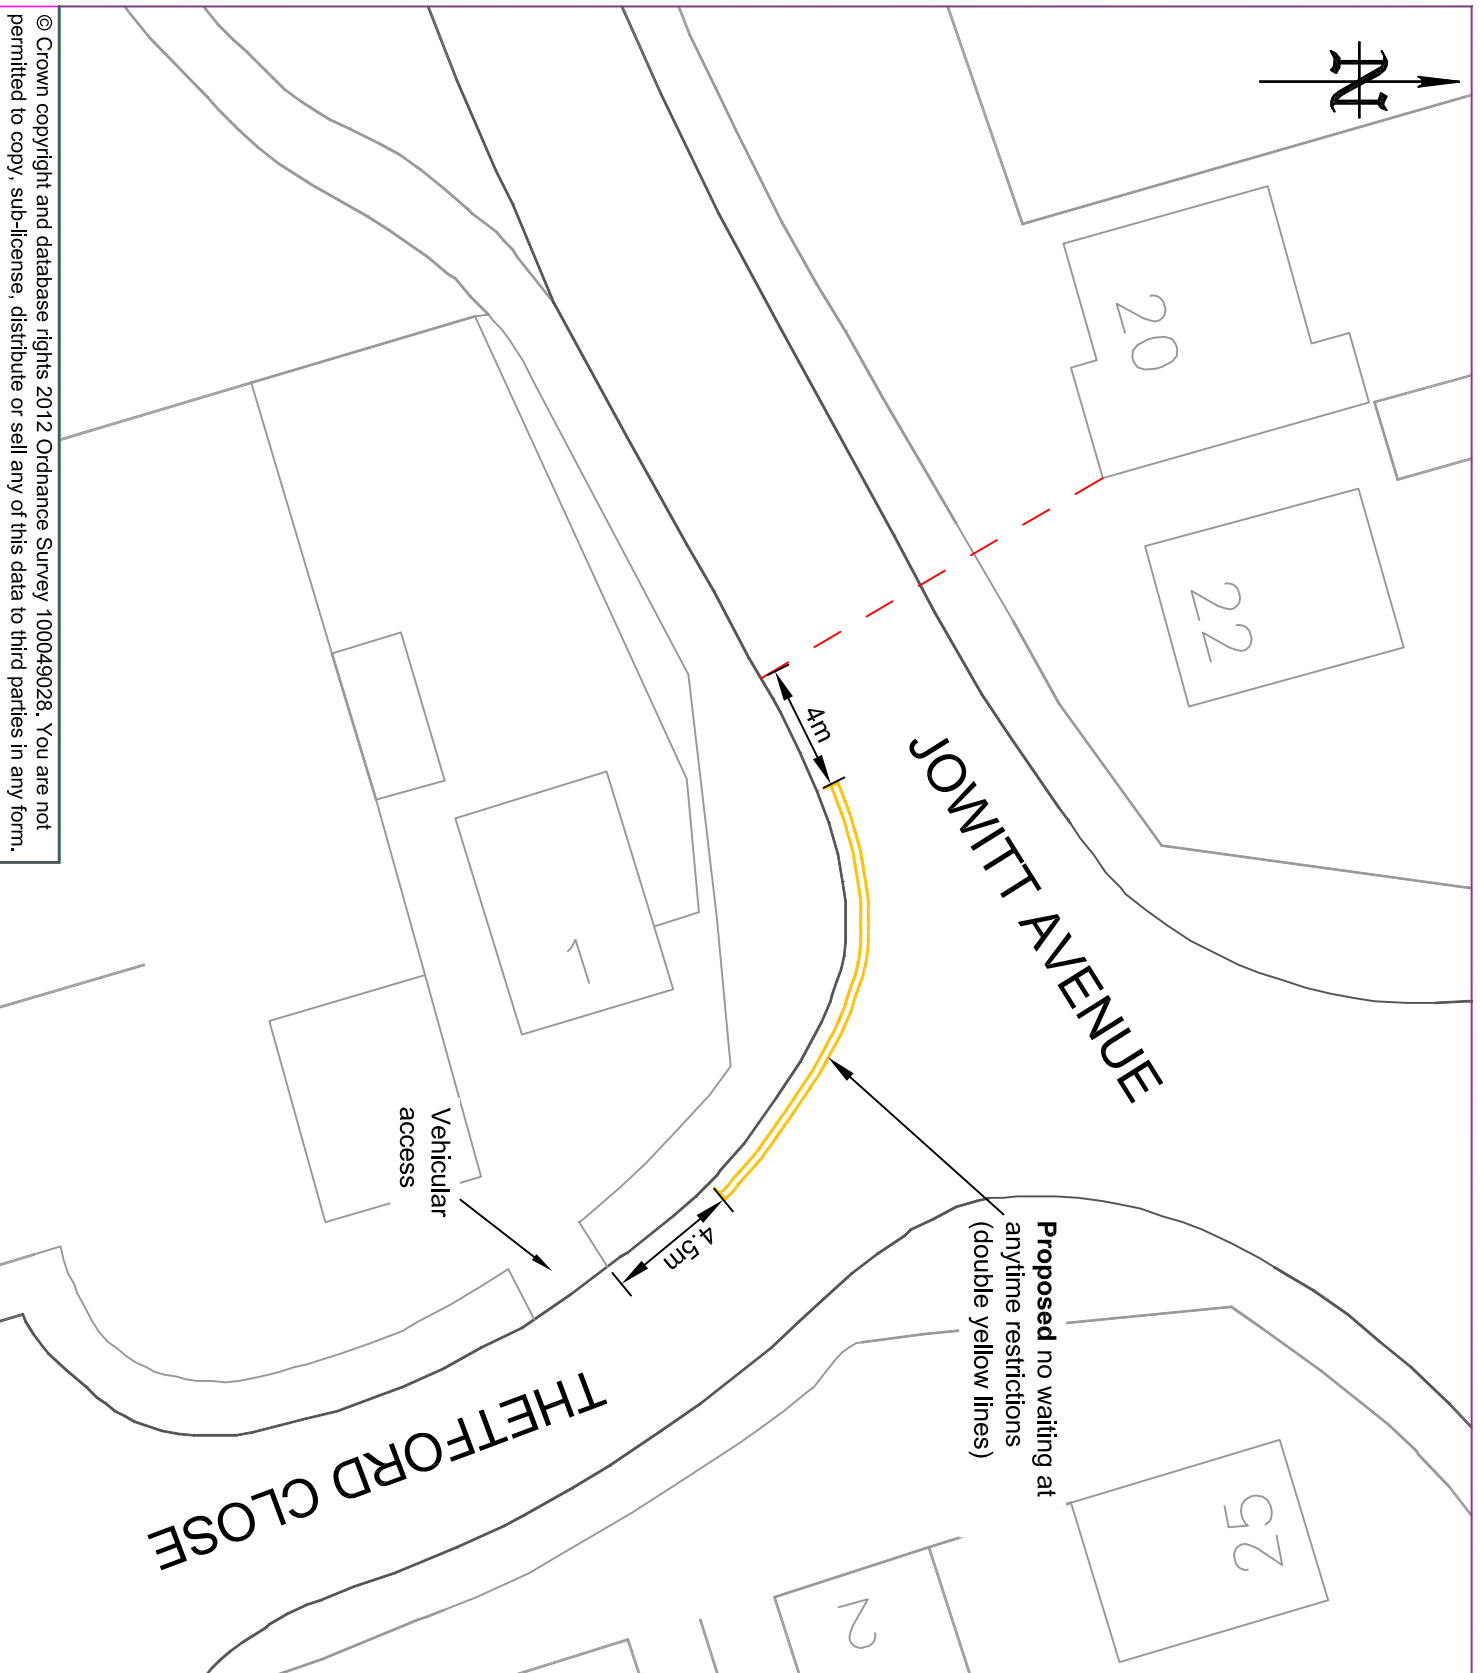 N
20
22
JOWITT AVENUE
4m
1
Proposed no waiting at
anytime restrictions
(double yellow lines)
4.5m
Vehicular
access
THETFORD CLOSE
25
2
© Crown copyright and database rights 2012 Ordnance Survey 100049028. You are not
permitted to copy, sub-license, distribute or sell any of this data to third parties in any form.